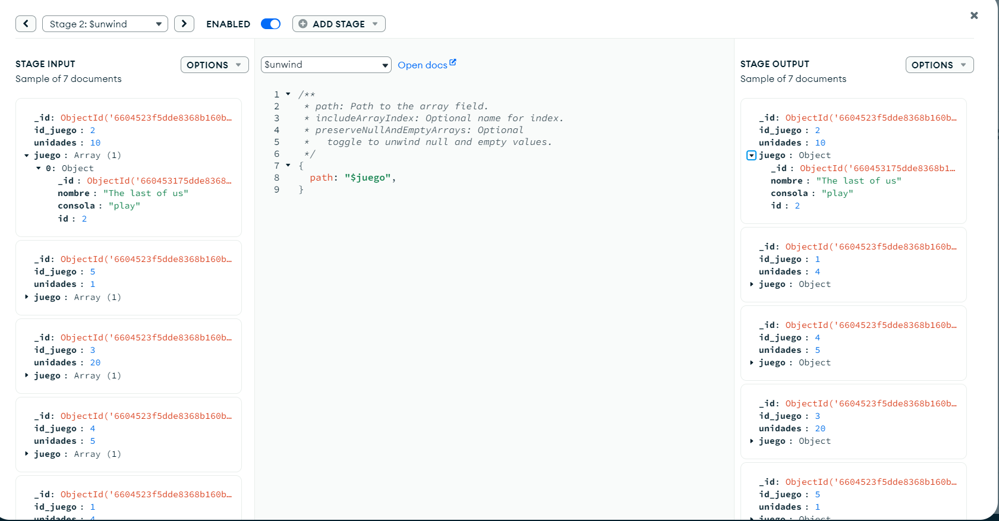 Stage 2: $unwind
ENABLED
ADD STAGE
STAGE INPUT
OPTIONS
Sample of 7 documents
_id: ObjectId('6604523f5dde8368b160b…
id_juego : 2
unidades : 10
juego : Array (1)
0: Object
_id : ObjectId('660453175dde8368…
nombre : "The last of us"
consola : "play"
id : 2
_id: ObjectId('6604523f5dde8368b160b…
id_juego : 5
unidades : 1
juego : Array (1)
_id: ObjectId('6604523f5dde8368b160b…
id_juego : 3
unidades : 20
juego : Array (1)
_id: ObjectId('6604523f5dde8368b160b…
id_juego : 4
unidades : 5
juego : Array (1)
_id: ObjectId('6604523f5dde8368b160b…
id_juego : 1
unidades : 4
$unwind
Open docs
1 /**
2 * path: Path to the array field.
3 * includeArrayIndex: Optional name for index.
4 * preserveNullAndEmptyArrays: Optional
5 *   toggle to unwind null and empty values.
6 */
7 {
8 path: "$juego",
9 }
STAGE OUTPUT
OPTIONS
Sample of 7 documents
_id: ObjectId('6604523f5dde8368b160b…
id_juego : 2
unidades : 10
juego : Object
_id : ObjectId('660453175dde8368b1…
nombre : "The last of us"
consola : "play"
id : 2
_id: ObjectId('6604523f5dde8368b160b…
id_juego : 1
unidades : 4
juego : Object
_id: ObjectId('6604523f5dde8368b160b…
id_juego : 4
unidades : 5
juego : Object
_id: ObjectId('6604523f5dde8368b160b…
id_juego : 3
unidades : 20
juego : Object
_id: ObjectId('6604523f5dde8368b160b…
id_juego : 5
unidades : 1
juego : Object